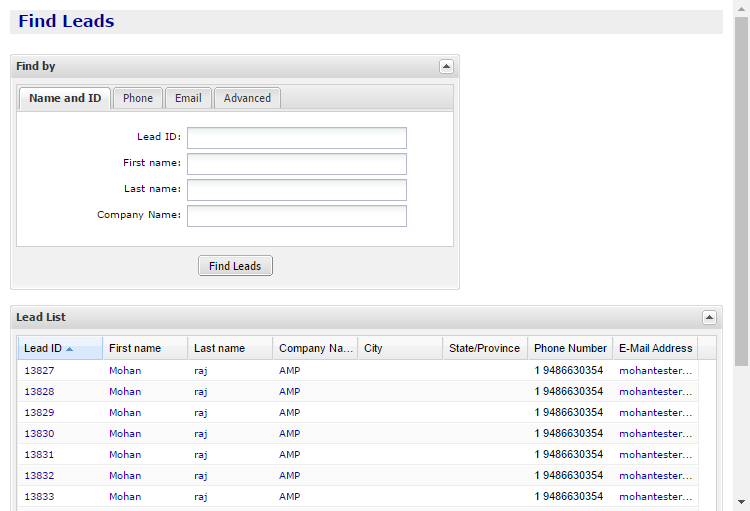 Find Leads
Find by
Name and ID Phone Email Advanced
Lead ID:
First name:
Last name:
Company Name:
Find Leads
Lead List
Lead ID First name Last name Company Na... City State/Province Phone Number E-Mail Address
13827 Mohan raj AMP 1 9486630354 mohantester...
13828 Mohan raj AMP 1 9486630354 mohantester...
13829 Mohan raj AMP 1 9486630354 mohantester...
13830 Mohan raj AMP 1 9486630354 mohantester...
13831 Mohan raj AMP 1 9486630354 mohantester...
13832 Mohan raj AMP 1 9486630354 mohantester...
13833 Mohan raj AMP 1 9486630354 mohantester...